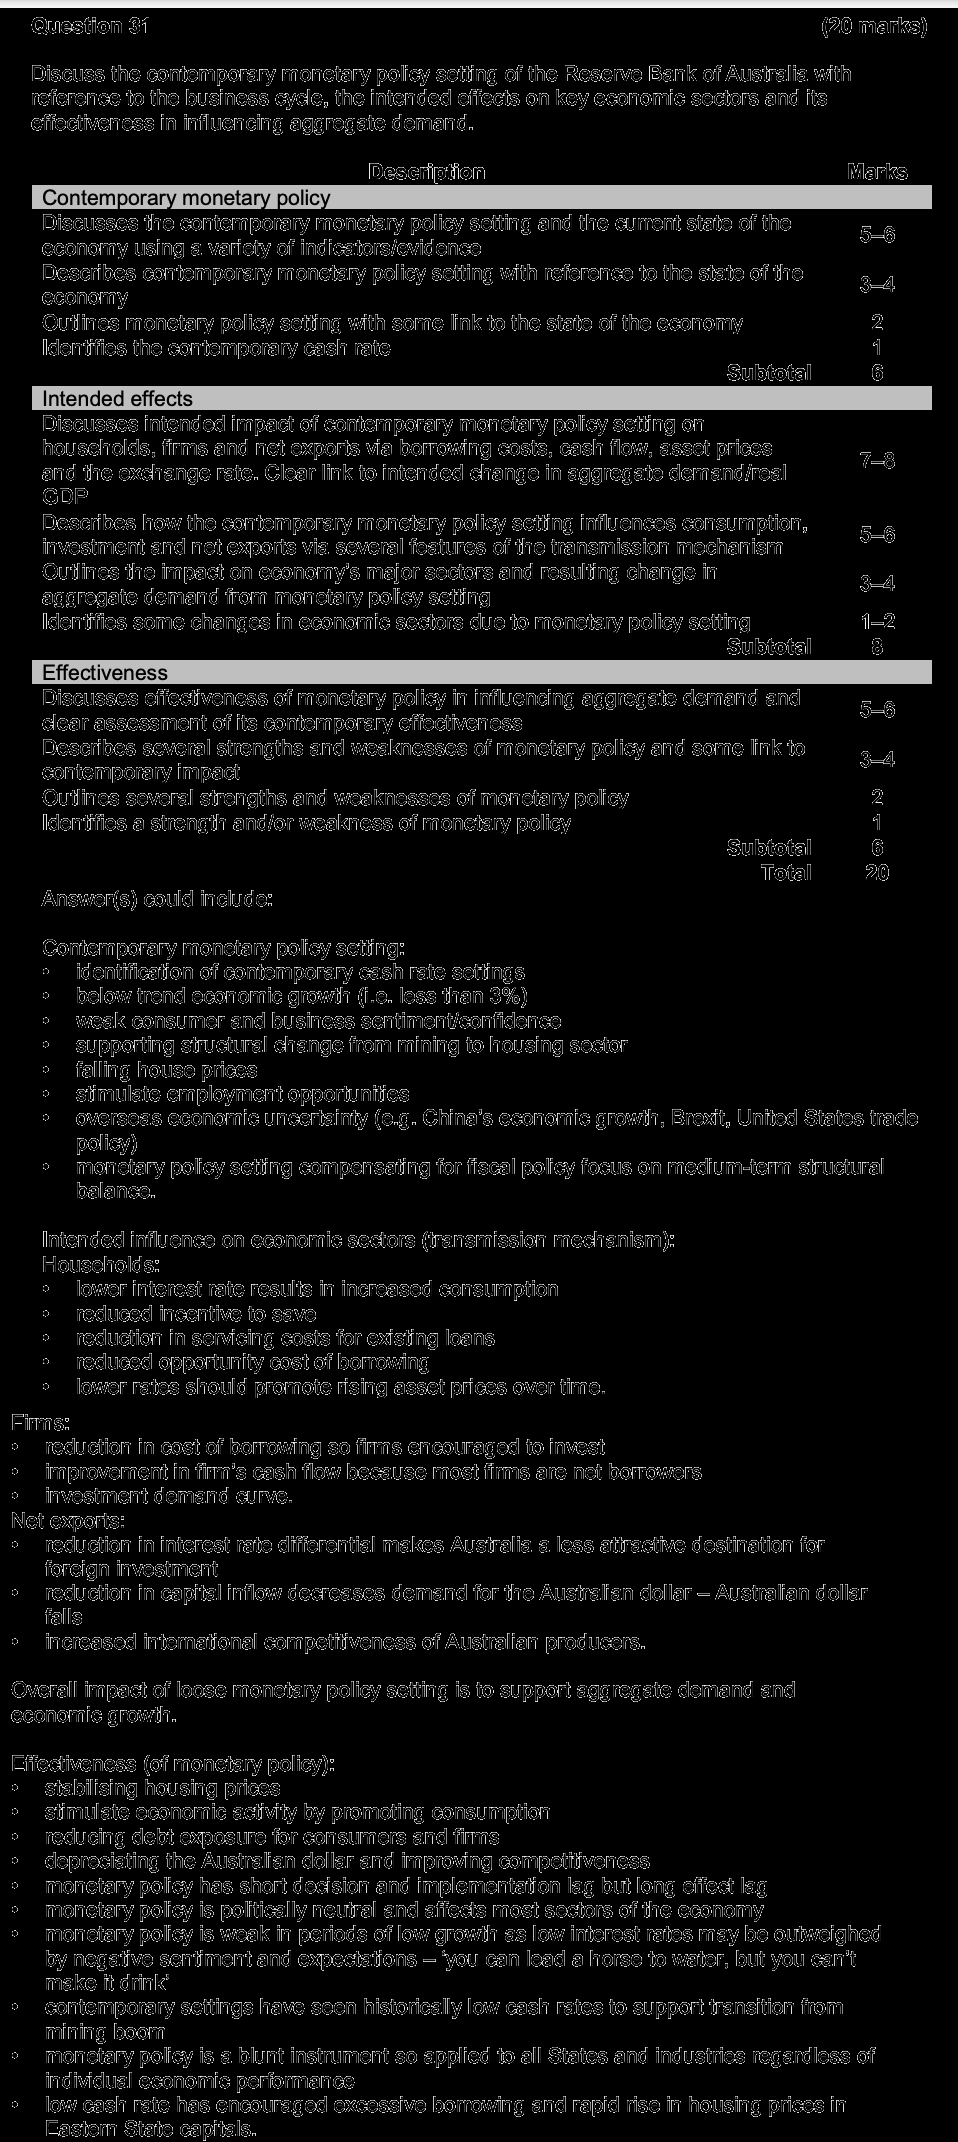 Question 31 (20 marks)
Discuss the contemporary monetary policy setting of the Reserve Bank of Australia with
reference to the business cycle, the intended effects on key economic sectors and its
effectiveness in influencing aggregate demand.
Description Marks
Contemporary monetary policy
Discusses the contemporary monetary policy setting and the current state of the
economy using a variety of indicators/evidence 5–6
Describes contemporary monetary policy setting with reference to the state of the
economy 3–4
Outlines monetary policy setting with some link to the state of the economy 2
Identifies the contemporary cash rate 1
Subtotal 6
Intended effects
Discusses intended impact of contemporary monetary policy setting on
households, firms and net exports via borrowing costs, cash flow, asset prices
and the exchange rate. Clear link to intended change in aggregate demand/real
GDP 7–8
Describes how the contemporary monetary policy setting influences consumption,
investment and net exports via several features of the transmission mechanism 5–6
Outlines the impact on economy's major sectors and resulting change in
aggregate demand from monetary policy setting 3–4
Identifies some changes in economic sectors due to monetary policy setting 1–2
Subtotal 8
Effectiveness
Discusses effectiveness of monetary policy in influencing aggregate demand and
clear assessment of its contemporary effectiveness 5–6
Describes several strengths and weaknesses of monetary policy and some link to
contemporary impact 3–4
Outlines several strengths and weaknesses of monetary policy 2
Identifies a strength and/or weakness of monetary policy 1
Subtotal 6
Total 20
Answer(s) could include:
Contemporary monetary policy setting:
• identification of contemporary cash rate settings
• below trend economic growth (i.e. less than 3%)
• weak consumer and business sentiment/confidence
• supporting structural change from mining to housing sector
• falling house prices
• stimulate employment opportunities
• overseas economic uncertainty (e.g. China's economic growth, Brexit, United States trade
policy)
• monetary policy setting compensating for fiscal policy focus on medium-term structural
balance.
Intended influence on economic sectors (transmission mechanism):
Households:
• lower interest rate results in increased consumption
• reduced incentive to save
• reduction in servicing costs for existing loans
• reduced opportunity cost of borrowing
• lower rates should promote rising asset prices over time.
Firms:
• reduction in cost of borrowing so firms encouraged to invest
• improvement in firm's cash flow because most firms are net borrowers
• investment demand curve.
Net exports:
• reduction in interest rate differential makes Australia a less attractive destination for
foreign investment
• reduction in capital inflow decreases demand for the Australian dollar – Australian dollar
falls
• increased international competitiveness of Australian producers.
Overall impact of loose monetary policy setting is to support aggregate demand and
economic growth.
Effectiveness (of monetary policy):
• stabilising housing prices
• stimulate economic activity by promoting consumption
• reducing debt exposure for consumers and firms
• depreciating the Australian dollar and improving competitiveness
• monetary policy has short decision and implementation lag but long effect lag
• monetary policy is politically neutral and affects most sectors of the economy
• monetary policy is weak in periods of low growth as low interest rates may be outweighed
by negative sentiment and expectations – 'you can lead a horse to water, but you can't
make it drink'
• contemporary settings have seen historically low cash rates to support transition from
mining boom
• monetary policy is a blunt instrument so applied to all States and industries regardless of
individual economic performance
• low cash rate has encouraged excessive borrowing and rapid rise in housing prices in
Eastern State capitals.